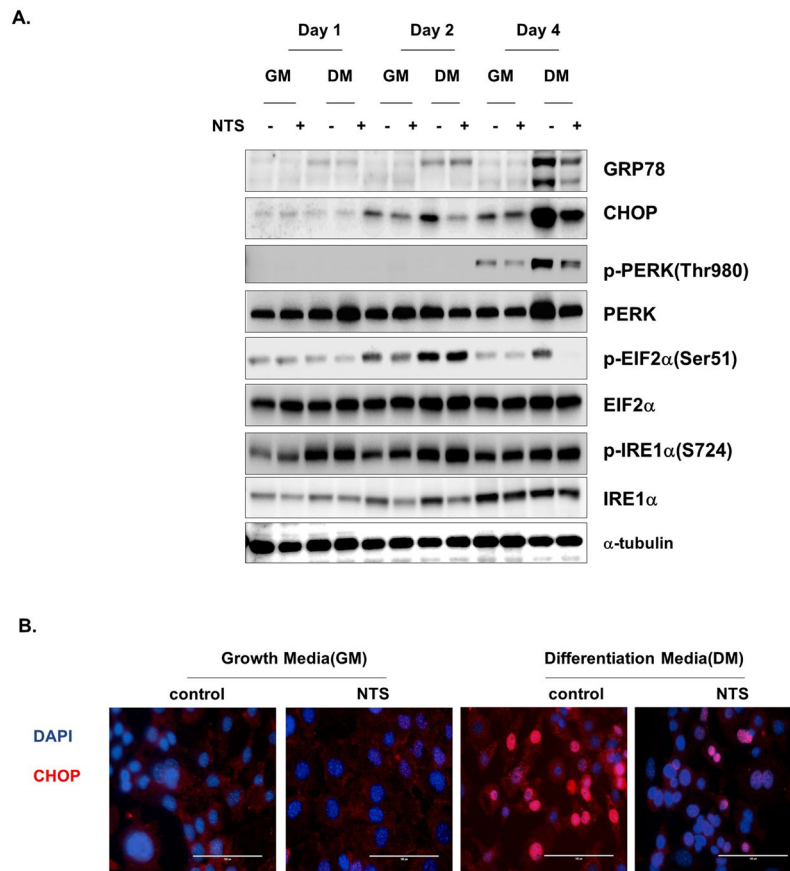 A.
Day 1 Day 2 Day 4
GM DM GM DM GM DM
NTS - + - + - + - + - + - +
GRP78
CHOP
p-PERK(Thr980)
PERK
p-EIF2α(Ser51)
EIF2α
p-IRE1α(S724)
IRE1α
α-tubulin
B.
Growth Media(GM) Differentiation Media(DM)
control NTS control NTS
DAPI
CHOP